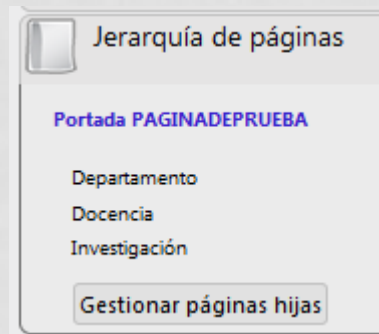 Jerarquía de páginas
Portada PAGINADEPRUEBA
Departamento
Docencia
Investigación
Gestionar páginas hijas